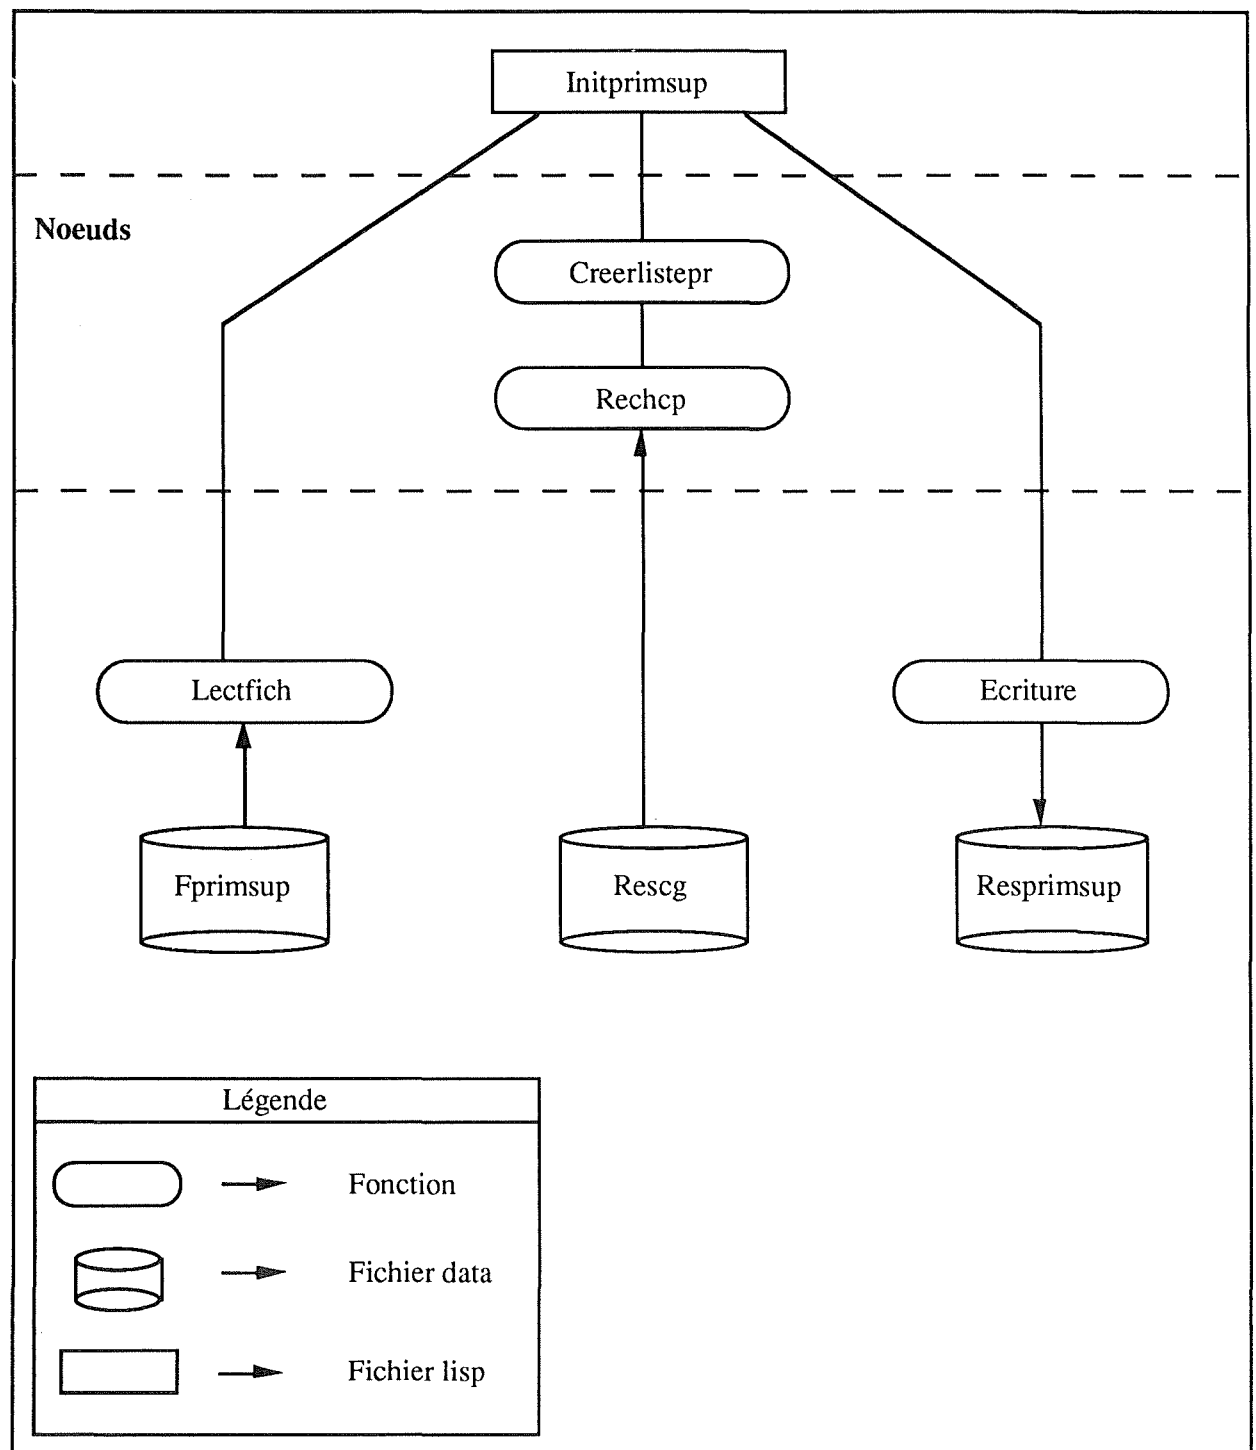 Initprimsup
Noeuds
Creerlistepr
Rechcp
Lectfich
Ecriture
Fprimsup
Rescg
Resprimsup
Légende
Fonction
Fichier data
Fichier lisp